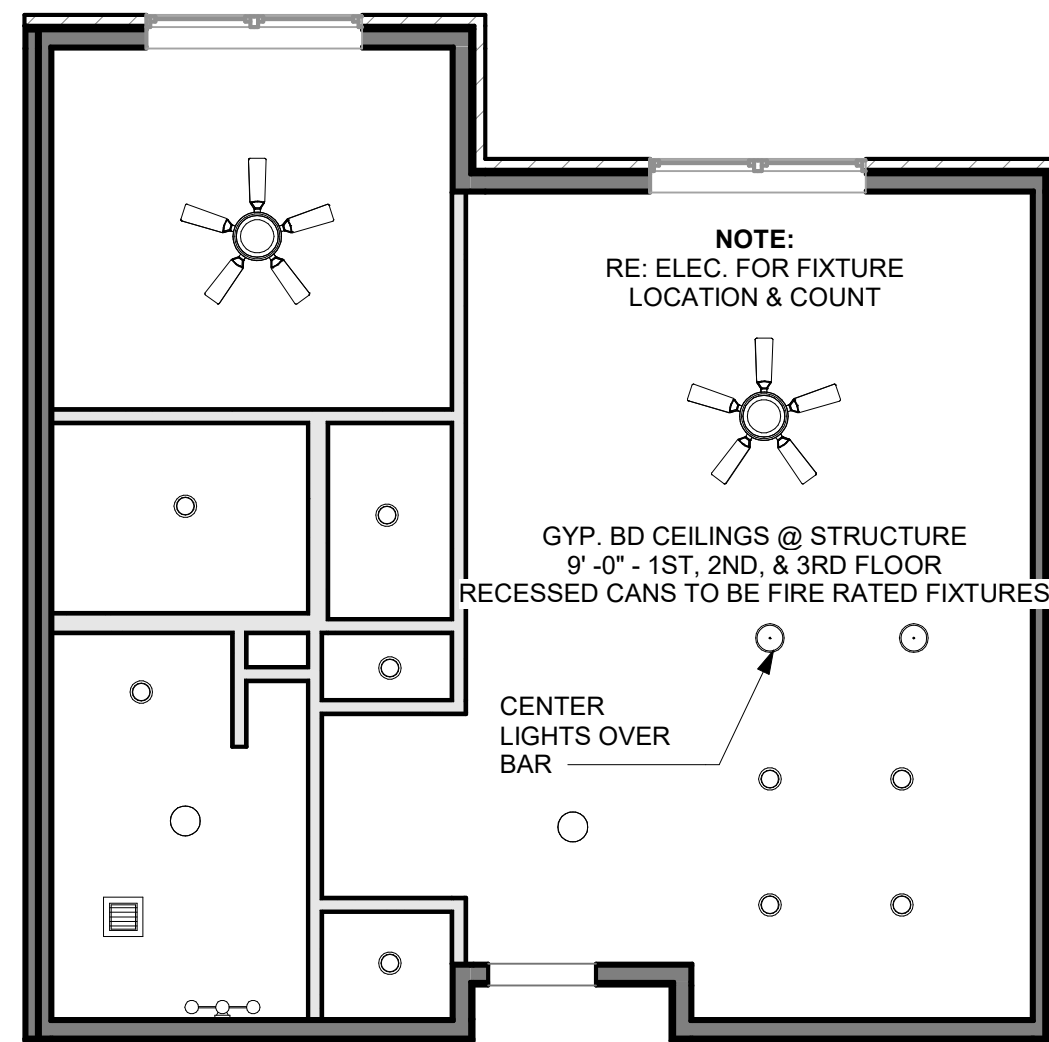 NOTE:
RE: ELEC. FOR FIXTURE
LOCATION & COUNT
GYP. BD CEILINGS @ STRUCTURE
9' -0" - 1ST, 2ND, & 3RD FLOOR
RECESSED CANS TO BE FIRE RATED FIXTURES
CENTER
LIGHTS OVER
BAR